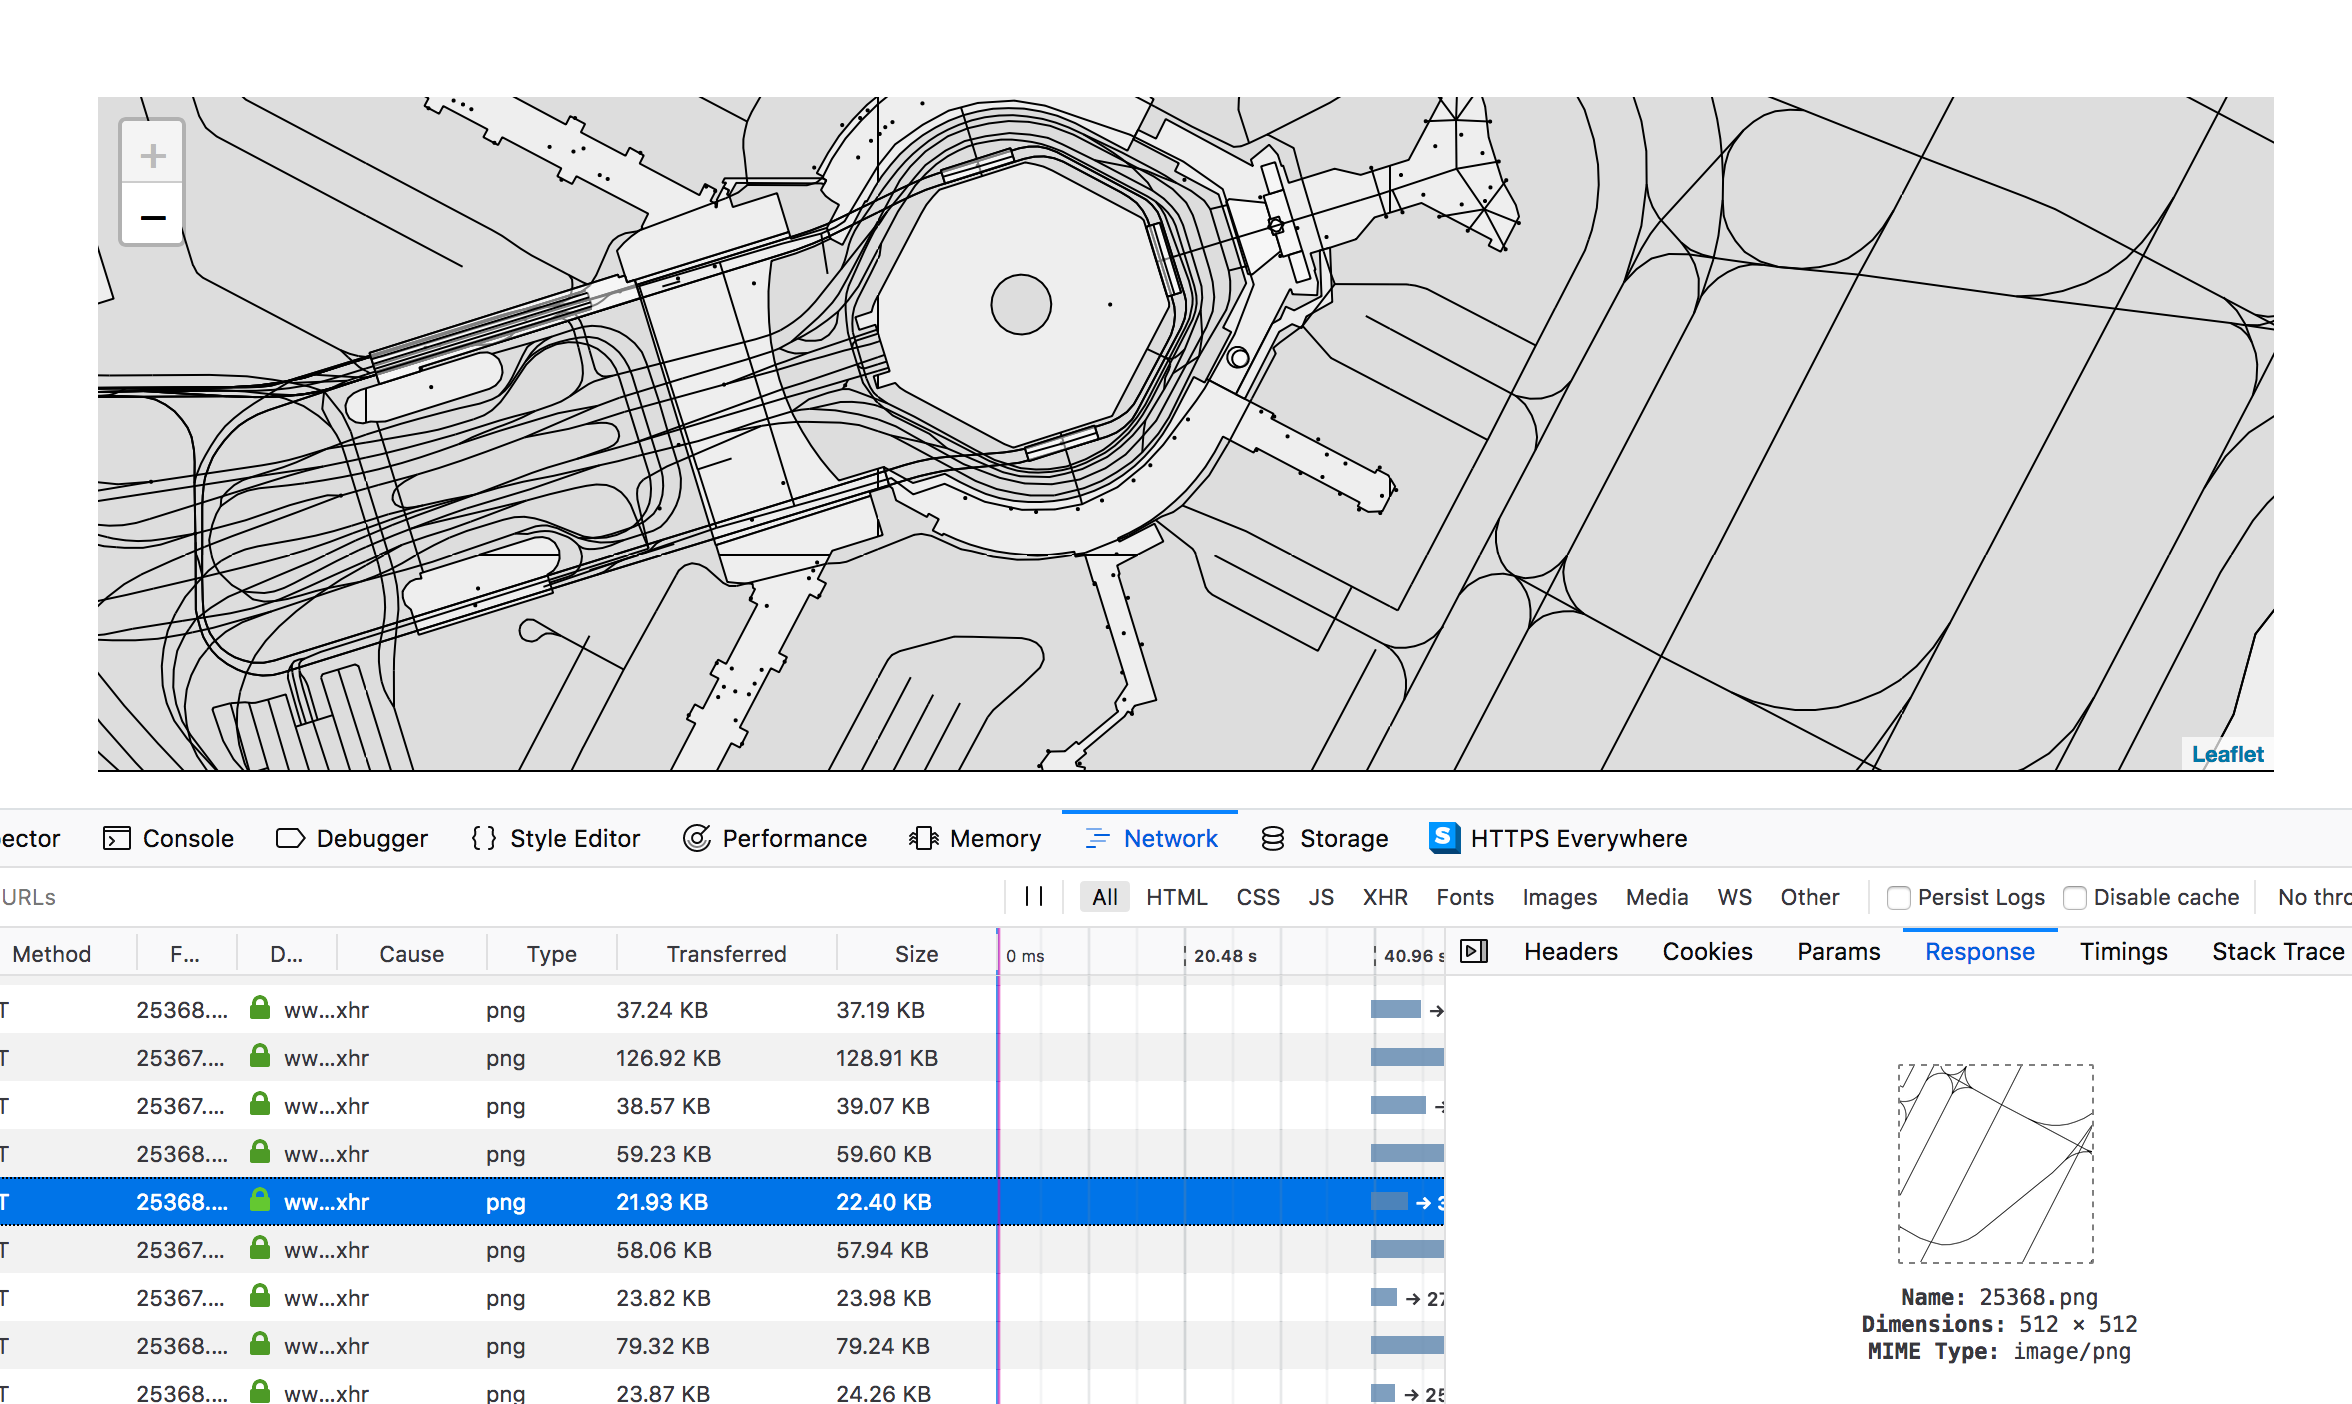 +
−
Leaflet
ector Console Debugger { } Style Editor Performance Memory Network Storage S HTTPS Everywhere
URLs All HTML CSS JS XHR Fonts Images Media WS Other Persist Logs Disable cache No thro
Method F... D... Cause Type Transferred Size 0 ms 20.48 s 40.96 s Headers Cookies Params Response Timings Stack Trace
T 25368.... ww...xhr png 37.24 KB 37.19 KB →
T 25367.... ww...xhr png 126.92 KB 128.91 KB
T 25367.... ww...xhr png 38.57 KB 39.07 KB →
T 25368.... ww...xhr png 59.23 KB 59.60 KB
T 25368.... ww...xhr png 21.93 KB 22.40 KB → 3
T 25367.... ww...xhr png 58.06 KB 57.94 KB
T 25367.... ww...xhr png 23.82 KB 23.98 KB → 27
T 25368.... ww...xhr png 79.32 KB 79.24 KB
T 25368.... ww...xhr png 23.87 KB 24.26 KB → 25
Name: 25368.png
Dimensions: 512 × 512
MIME Type: image/png